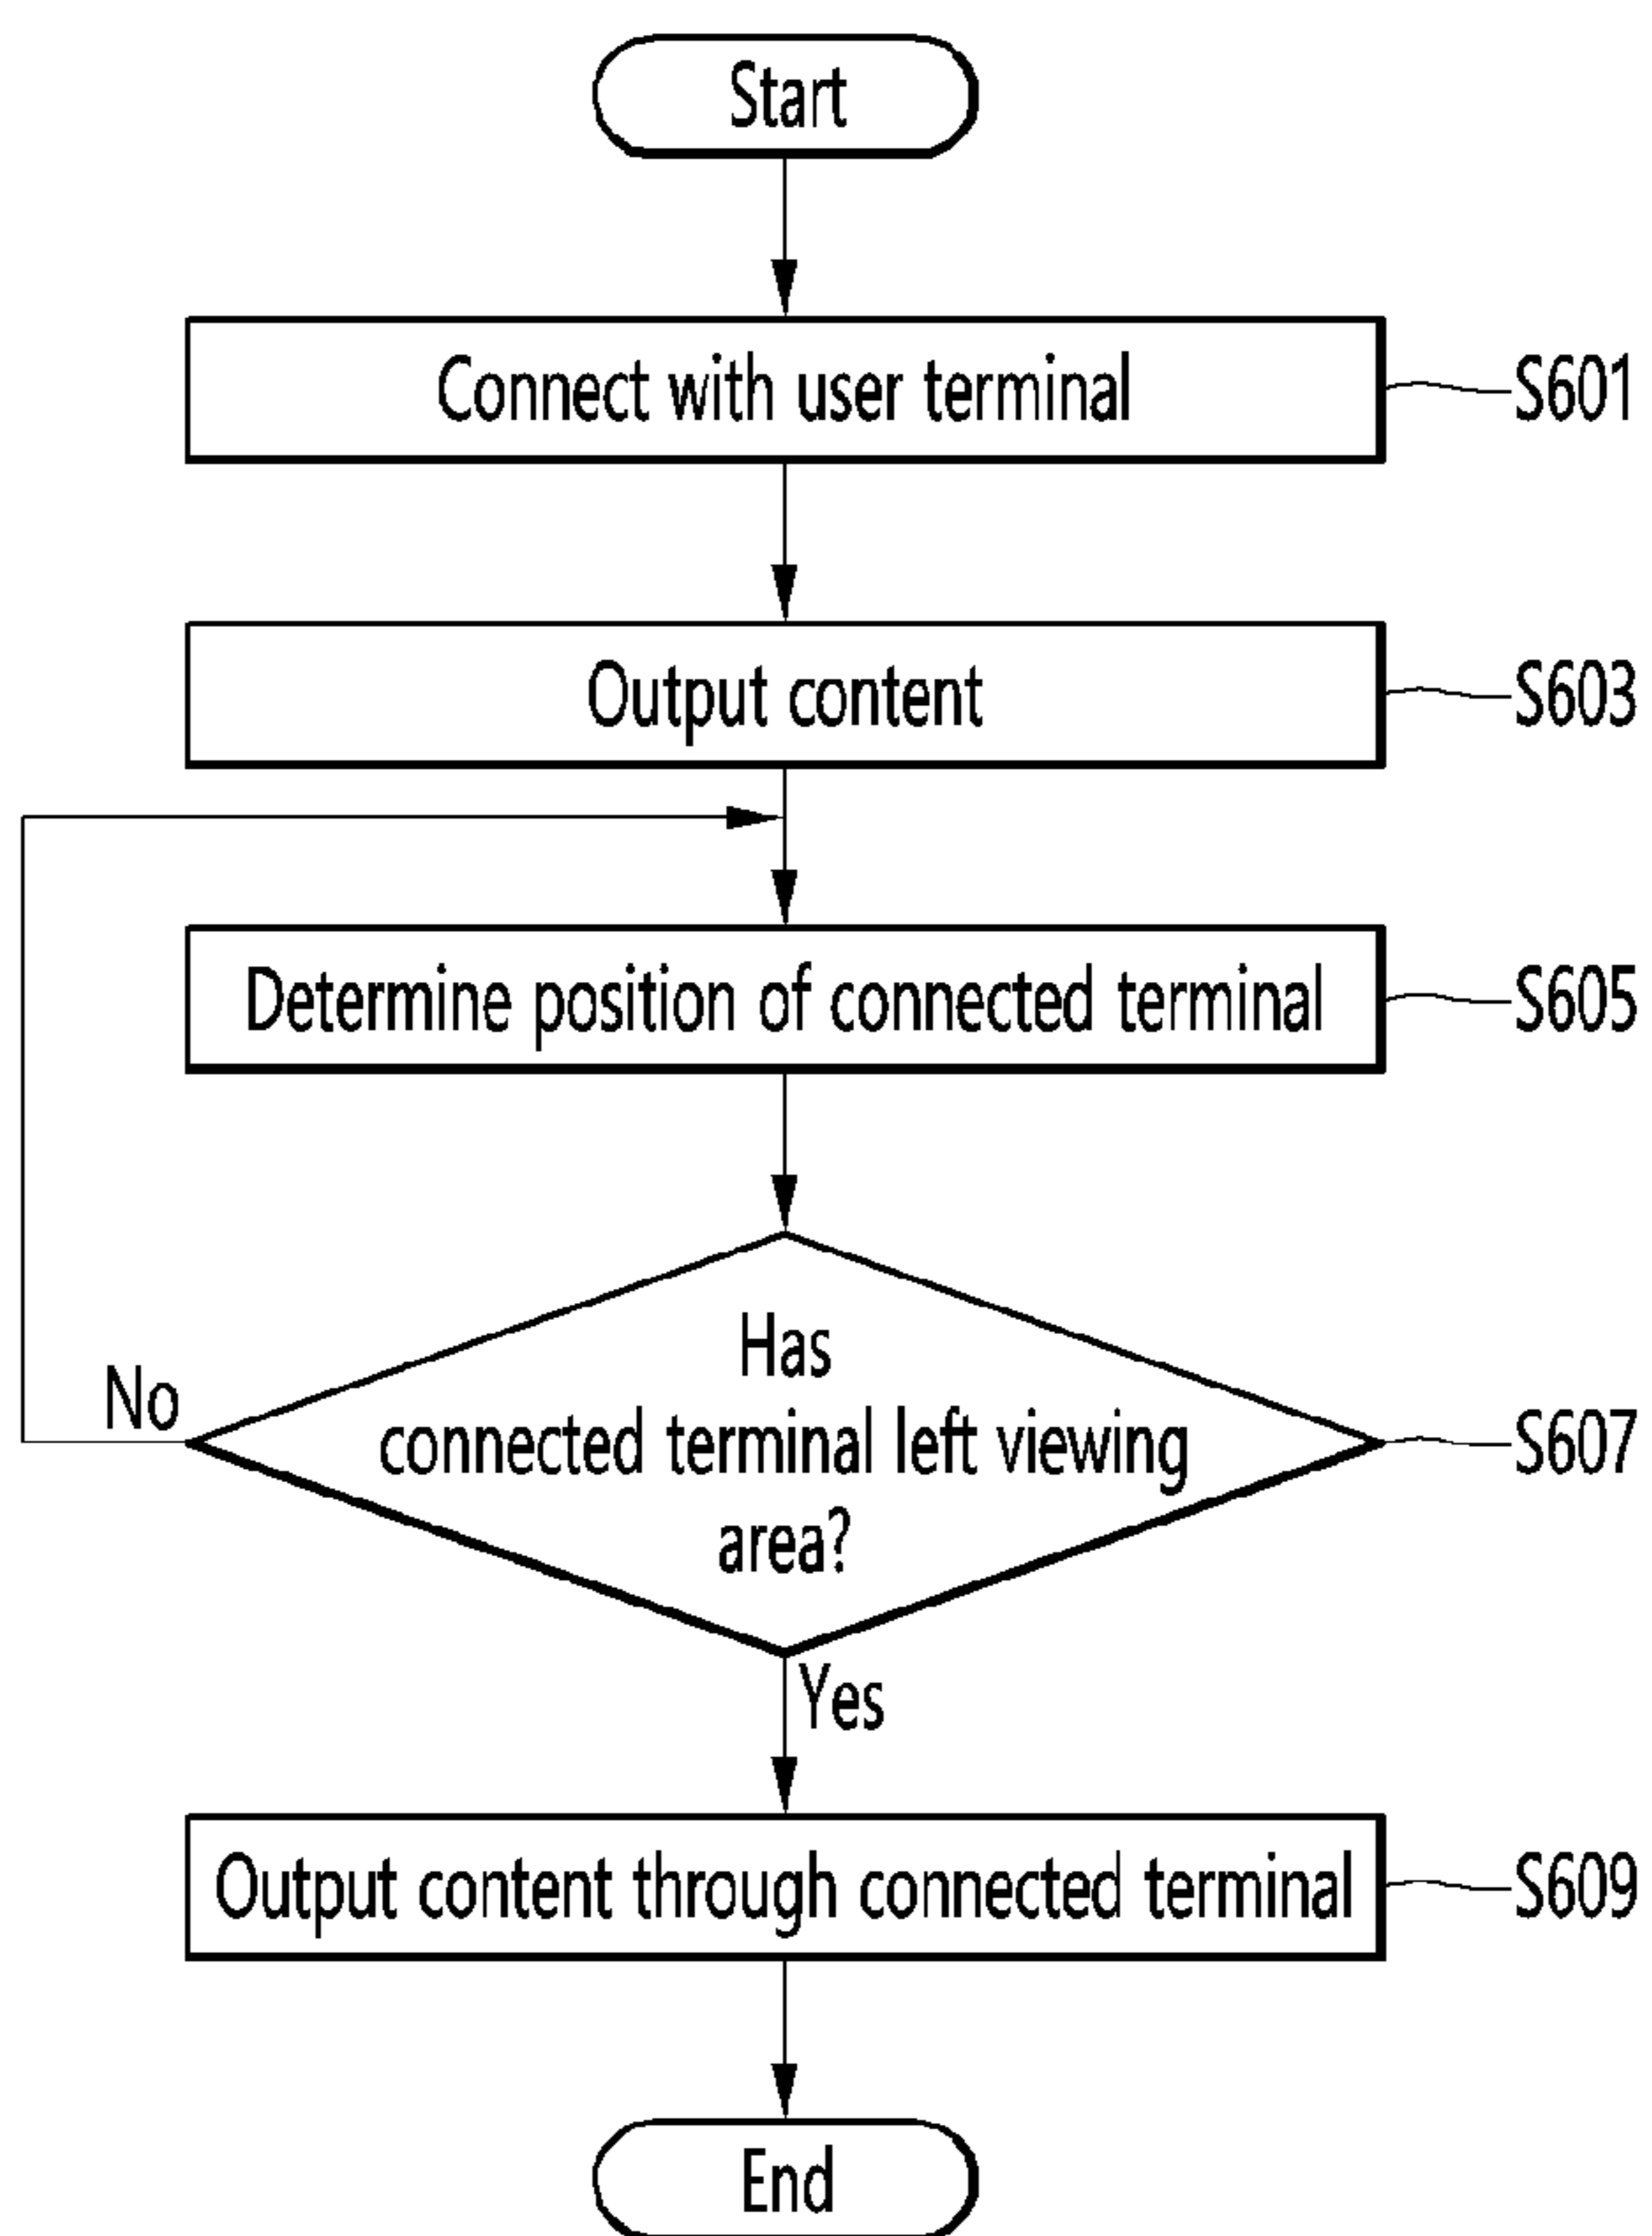 Start
Connect with user terminal
S601
Output content
S603
Determine position of connected terminal
S605
Has
connected terminal left viewing
area?
S607
No
Yes
Output content through connected terminal
S609
End